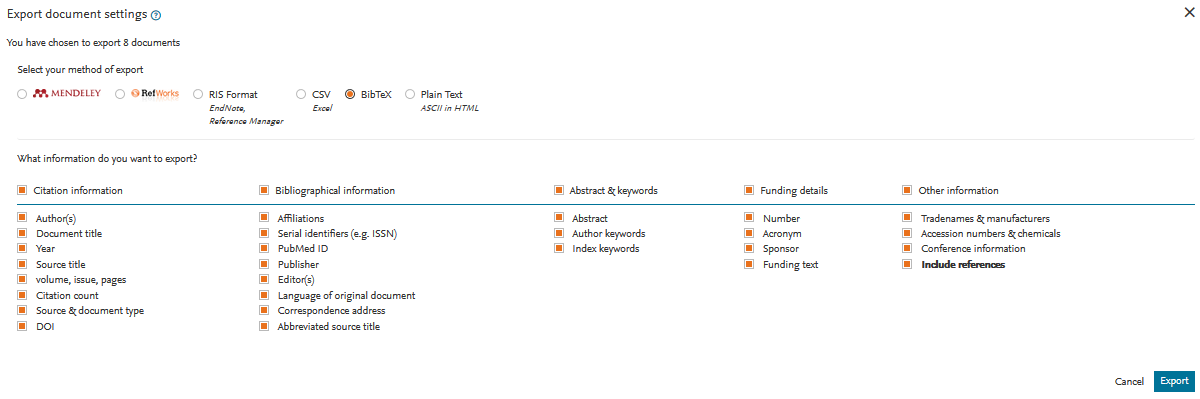 Export document settings ?
You have chosen to export 8 documents
Select your method of export
MENDELEY RefWorks RIS Format CSV BibTeX Plain Text
EndNote, Excel ASCII in HTML
Reference Manager
What information do you want to export?
Citation information Bibliographical information Abstract & keywords Funding details Other information
Author(s) Affiliations Abstract Number Tradenames & manufacturers
Document title Serial identifiers (e.g. ISSN) Author keywords Acronym Accession numbers & chemicals
Year PubMed ID Index keywords Sponsor Conference information
Source title Publisher Funding text Include references
volume, issue, pages Editor(s)
Citation count Language of original document
Source & document type Correspondence address
DOI Abbreviated source title
Cancel Export